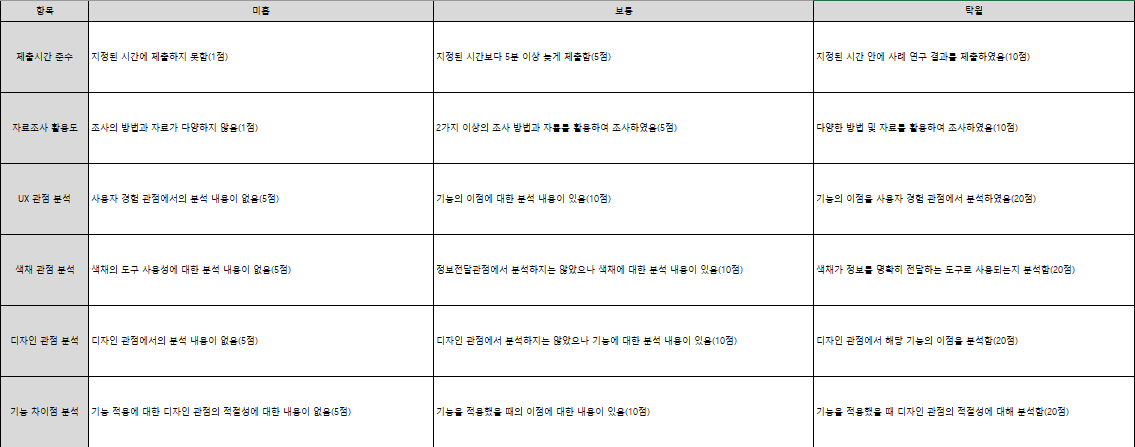 항목 미흡 보통 탁월
제출시간 준수 지정된 시간에 제출하지 못함(1점) 지정된 시간보다 5분 이상 늦게 제출함(5점) 지정된 시간 안에 사례 연구 결과를 제출하였음(10점)
자료조사 활용도 조사의 방법과 자료가 다양하지 않음(1점) 2가지 이상의 조사 방법과 자룔를 활용하여 조사하였음(5점) 다양한 방법 및 자료를 활용하여 조사하였음(10점)
UX 관점 분석 사용자 경험 관점에서의 분석 내용이 없음(5점) 기능의 이점에 대한 분석 내용이 있음(10점) 기능의 이점을 사용자 경험 관점에서 분석하였음(20점)
색채 관점 분석 색채의 도구 사용성에 대한 분석 내용이 없음(5점) 정보전달관점에서 분석하지는 않았으나 색채에 대한 분석 내용이 있음(10점) 색채가 정보를 명확히 전달하는 도구로 사용되는지 분석함(20점)
디자인 관점 분석 디자인 관점에서의 분석 내용이 없음(5점) 디자인 관점에서 분석하지는 않았으나 기능에 대한 분석 내용이 있음(10점) 디자인 관점에서 해당 기능의 이점을 분석함(20점)
기능 차이점 분석 기능 적용에 대한 디자인 관점의 적절성에 대한 내용이 없음(5점) 기능을 적용했을 때의 이점에 대한 내용이 있음(10점) 기능을 적용했을 때 디자인 관점의 적절성에 대해 분석함(20점)